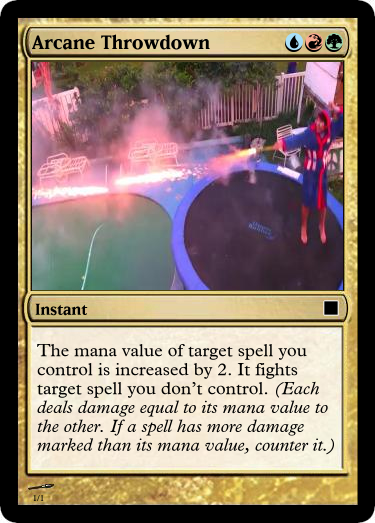 Arcane Throwdown
Instant
The mana value of target spell you
control is increased by 2. It fights
target spell you don't control. (Each
deals damage equal to its mana value to
the other. If a spell has more damage
marked than its mana value, counter it.)
1/1